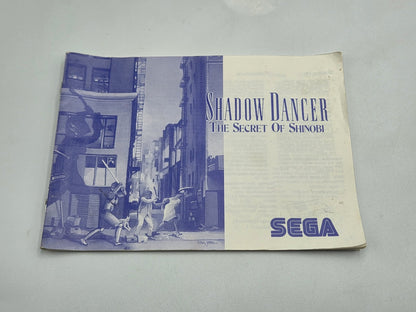 SHADOW DANCER
THE SECRET OF SHINOBI
SEGA